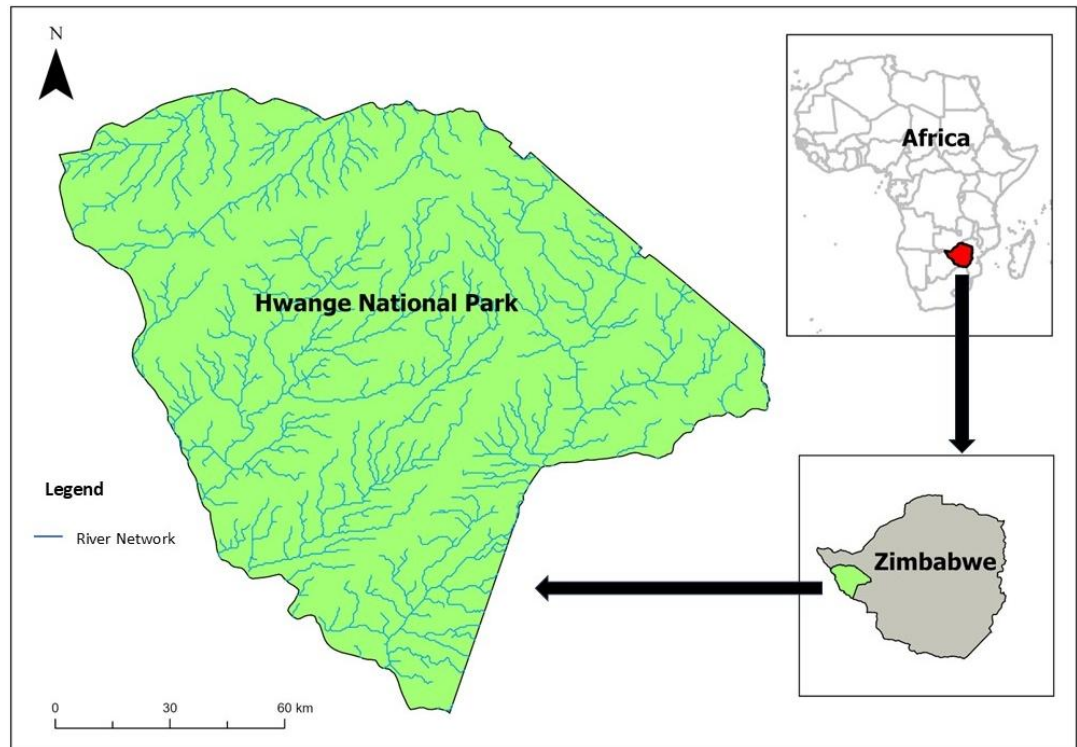 N
Africa
Hwange National Park
Legend
River Network
Zimbabwe
0 30 60 km